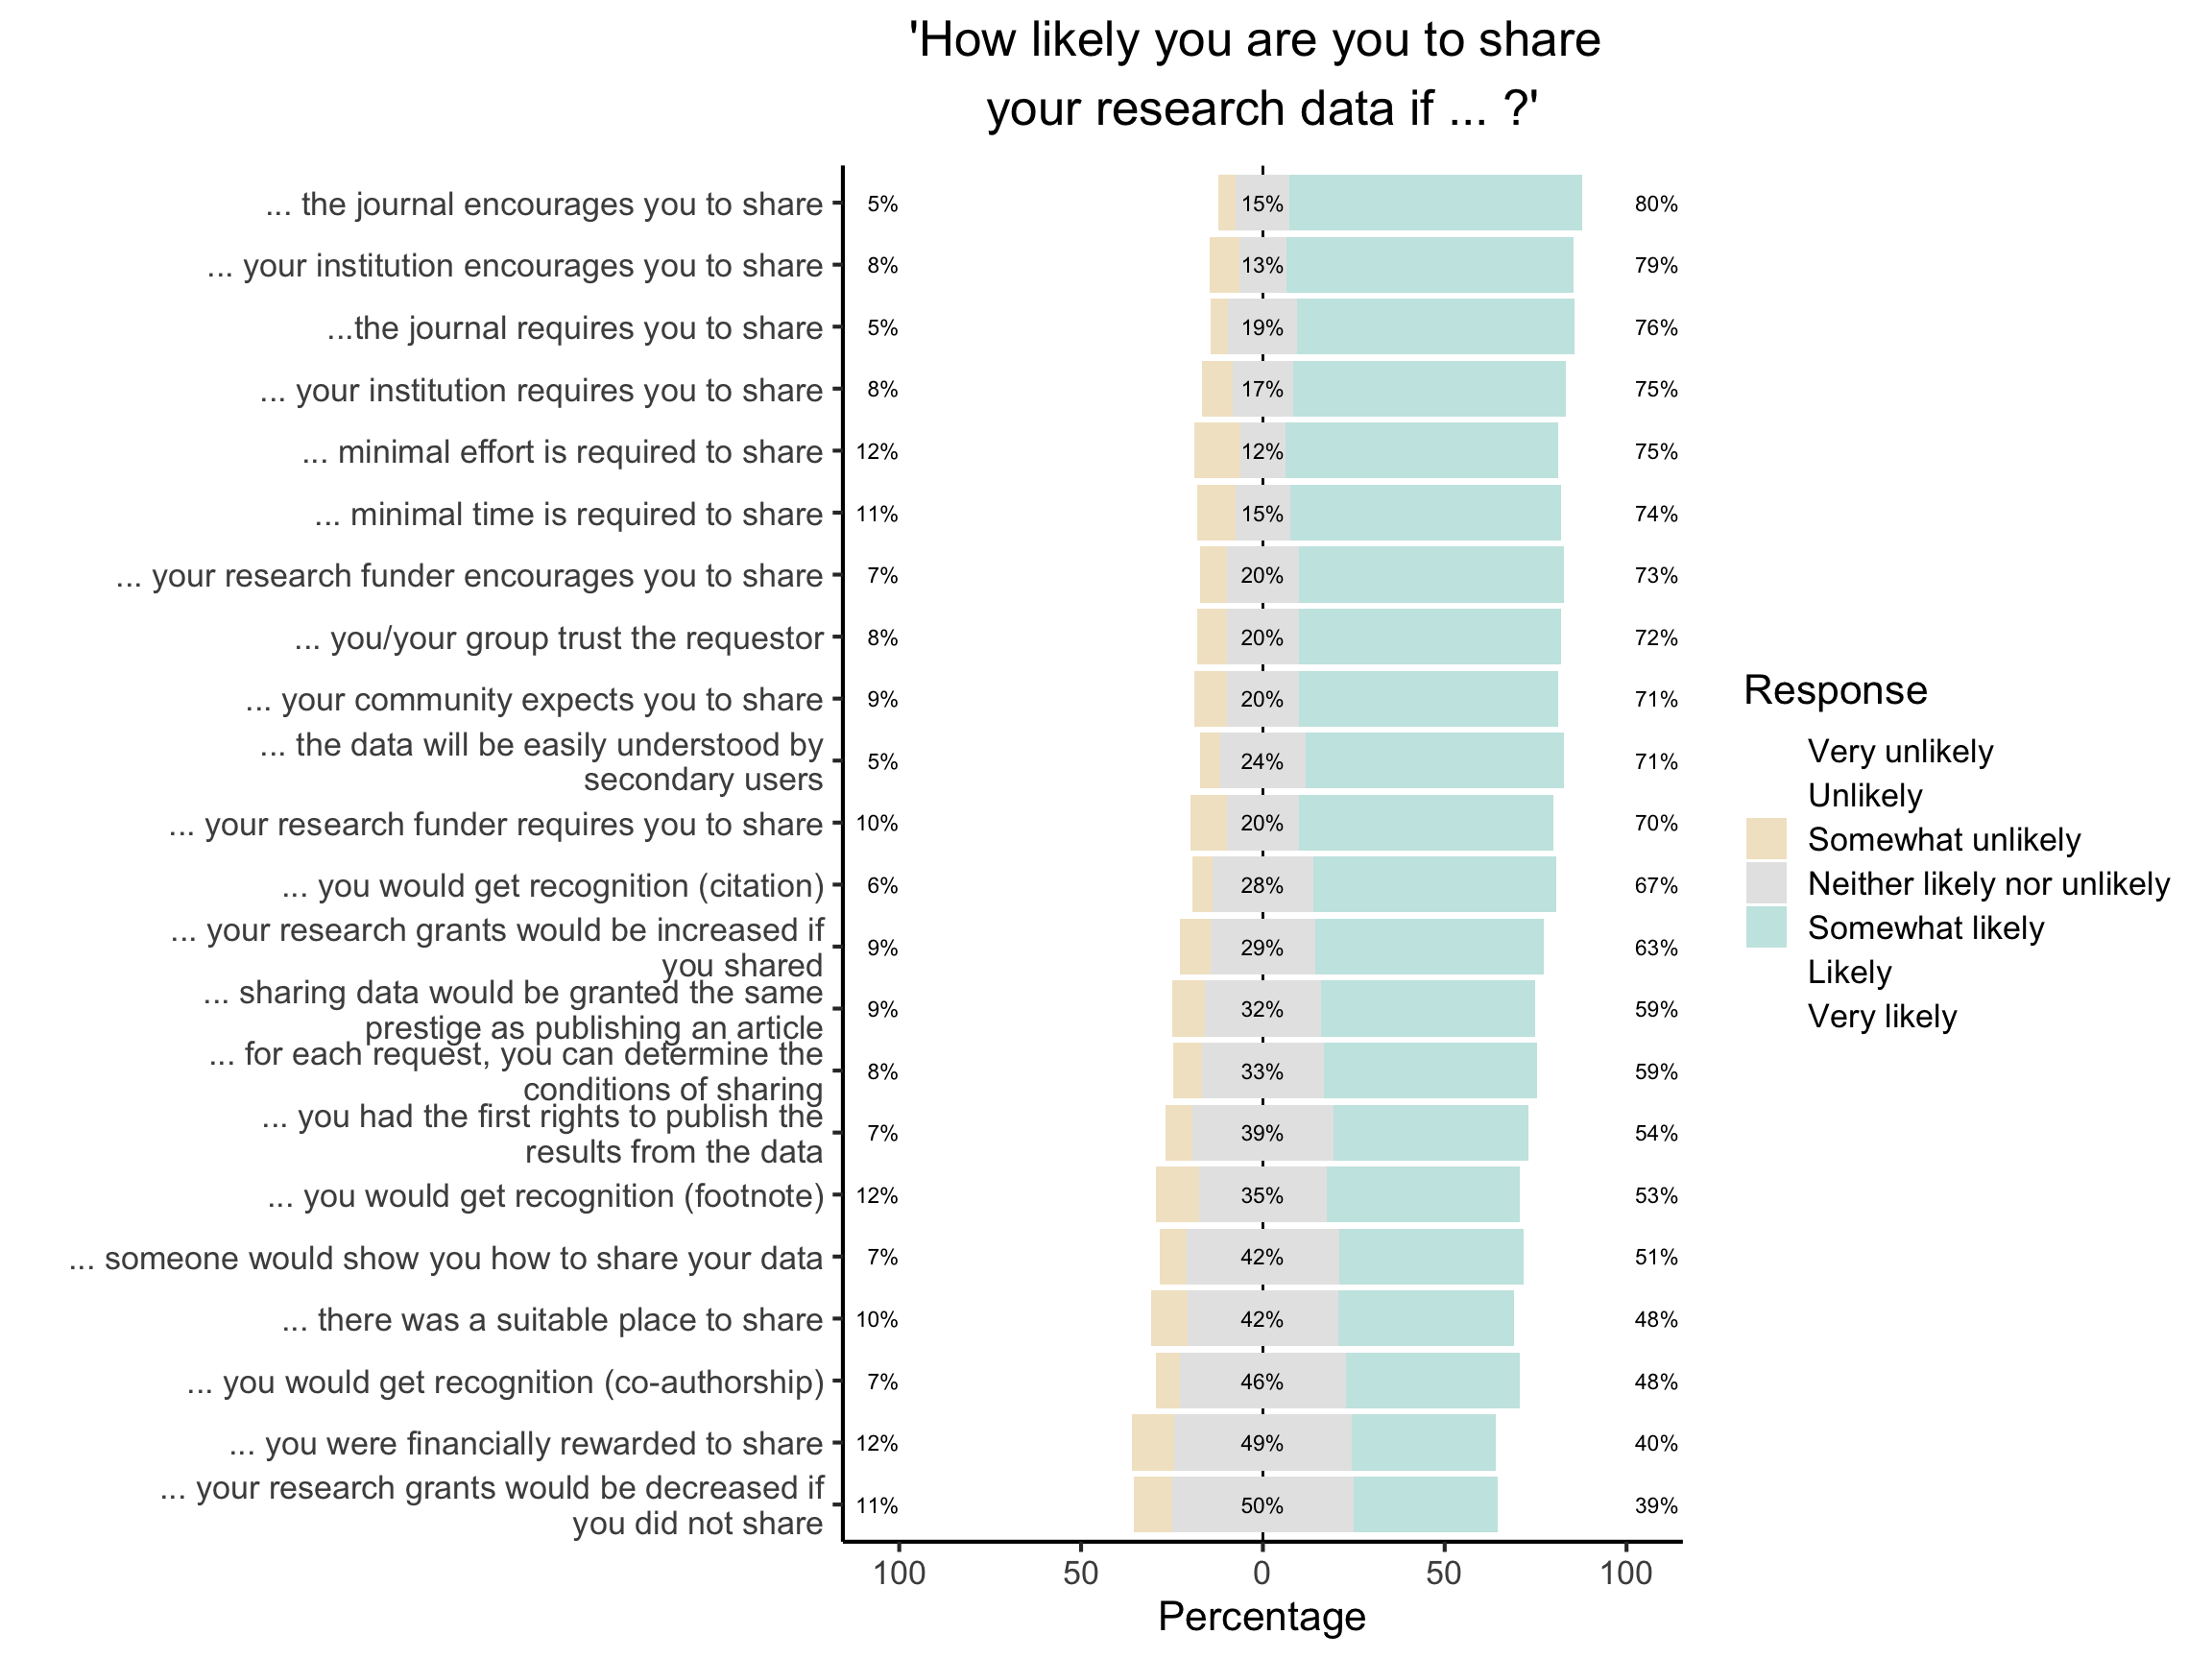 'How likely you are you to share
your research data if ... ?'
... the journal encourages you to share 5% 15% 80%
... your institution encourages you to share 8% 13% 79%
...the journal requires you to share 5% 19% 76%
... your institution requires you to share 8% 17% 75%
... minimal effort is required to share 12% 12% 75%
... minimal time is required to share 11% 15% 74%
... your research funder encourages you to share 7% 20% 73%
... you/your group trust the requestor 8% 20% 72%
... your community expects you to share 9% 20% 71%
... the data will be easily understood by
secondary users 5% 24% 71%
... your research funder requires you to share 10% 20% 70%
... you would get recognition (citation) 6% 28% 67%
... your research grants would be increased if
you shared 9% 29% 63%
... sharing data would be granted the same
prestige as publishing an article 9% 32% 59%
... for each request, you can determine the
conditions of sharing 8% 33% 59%
... you had the first rights to publish the
results from the data 7% 39% 54%
... you would get recognition (footnote) 12% 35% 53%
... someone would show you how to share your data 7% 42% 51%
... there was a suitable place to share 10% 42% 48%
... you would get recognition (co-authorship) 7% 46% 48%
... you were financially rewarded to share 12% 49% 40%
... your research grants would be decreased if
you did not share 11% 50% 39%
100 50 0 50 100
Percentage
Response
Very unlikely
Unlikely
Somewhat unlikely
Neither likely nor unlikely
Somewhat likely
Likely
Very likely